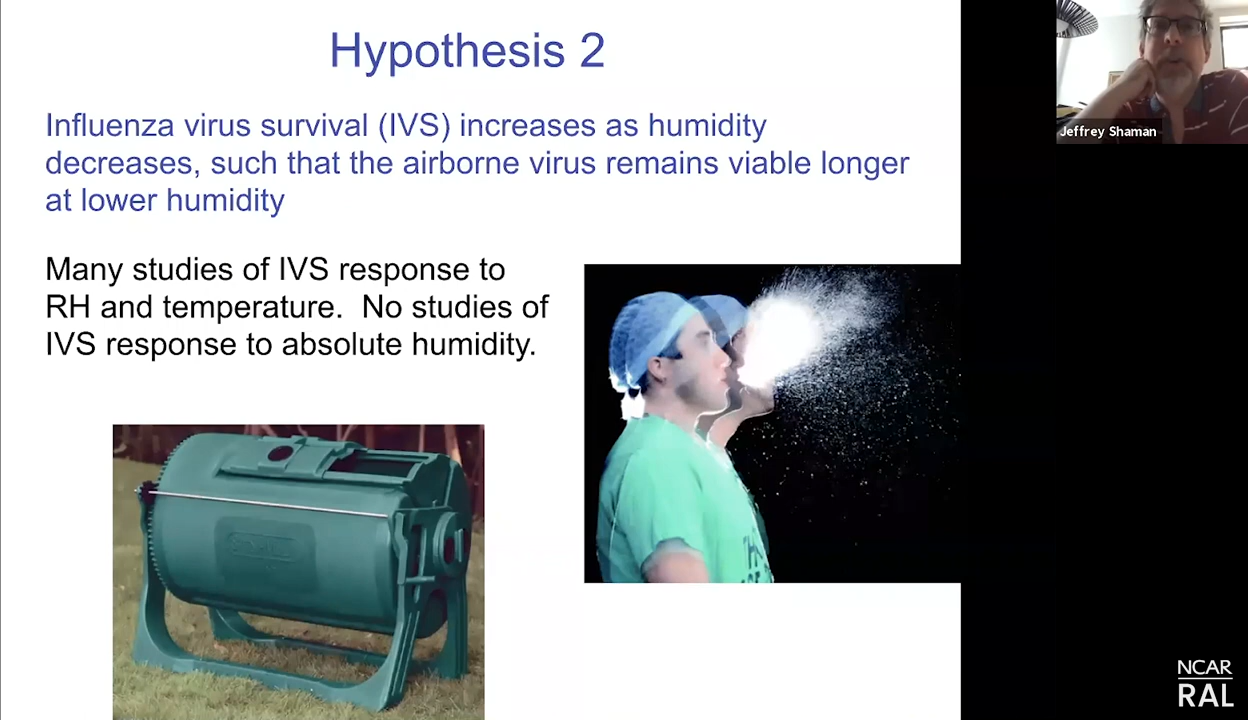 Hypothesis 2
Influenza virus survival (IVS) increases as humidity
decreases, such that the airborne virus remains viable longer
at lower humidity
Many studies of IVS response to
RH and temperature.  No studies of
IVS response to absolute humidity.
Jeffrey Shaman
NCAR
RAL